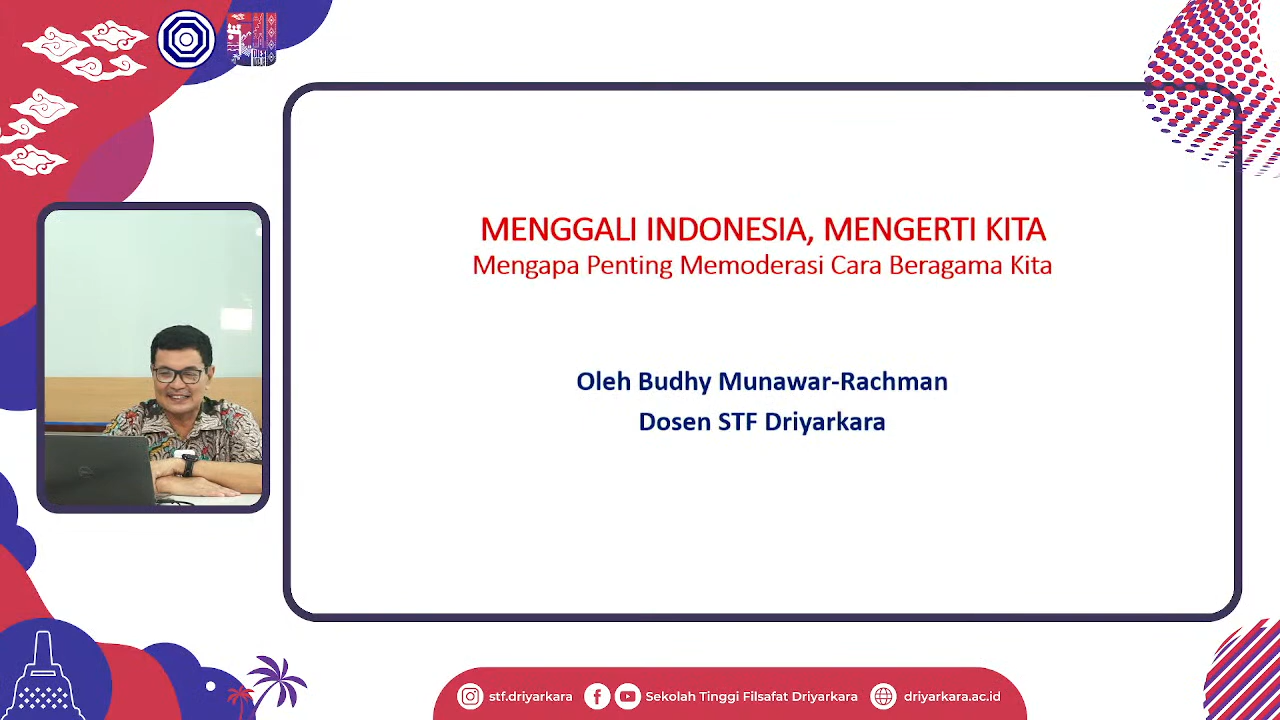 MENGGALI INDONESIA, MENGERTI KITA
Mengapa Penting Memoderasi Cara Beragama Kita
Oleh Budhy Munawar-Rachman
Dosen STF Driyarkara
stf.driyarkara
Sekolah Tinggi Filsafat Driyarkara
driyarkara.ac.id